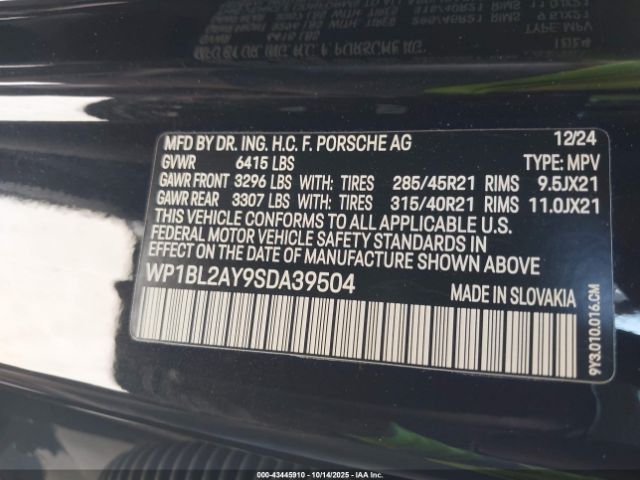 MFD BY DR. ING. H.C. F. PORSCHE AG 12/24
GVWR 6415 LBS TYPE: MPV
GAWR FRONT 3296 LBS WITH: TIRES 285/45R21 RIMS 9.5JX21
GAWR REAR 3307 LBS WITH: TIRES 315/40R21 RIMS 11.0JX21
THIS VEHICLE CONFORMS TO ALL APPLICABLE U.S.
FEDERAL MOTOR VEHICLE SAFETY STANDARDS IN
EFFECT ON THE DATE OF MANUFACTURE SHOWN ABOVE
WP1BL2AY9SDA39504 MADE IN SLOVAKIA
9Y3.010.016.CM
000-43445910 - 10/14/2025 - IAAI.COM